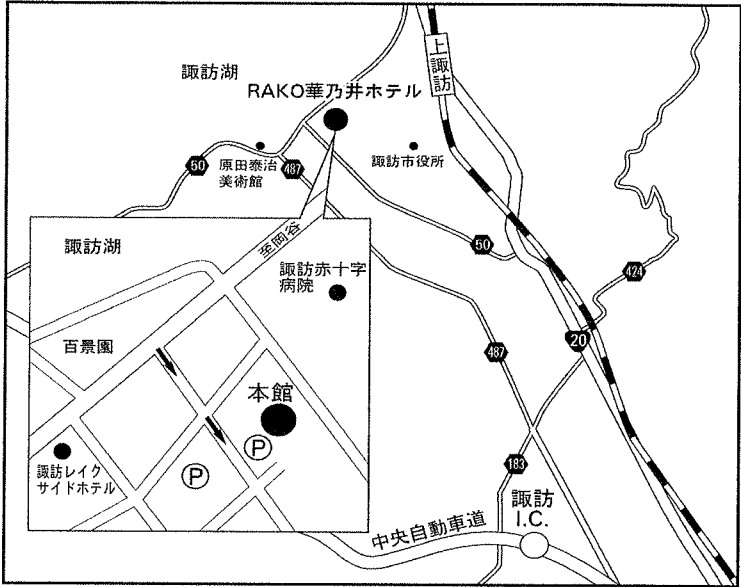 諏訪湖
RAKO華乃井ホテル
上諏訪
原田泰治
美術館
諏訪市役所
50
487
50
424
20
487
183
諏訪
I.C.
中央自動車道
諏訪湖
至岡谷
諏訪赤十字
病院
百景園
本館
P
P
諏訪レイク
サイドホテル